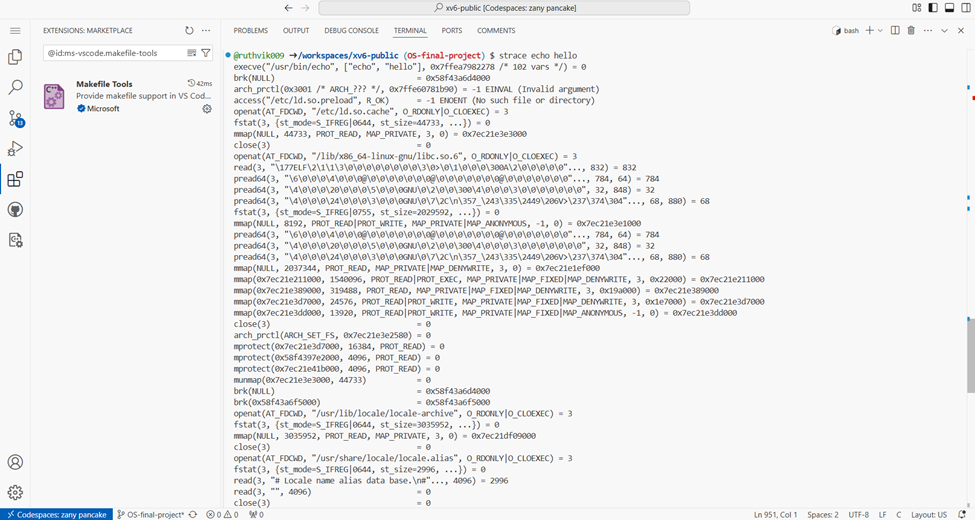 xv6-public [Codespaces: zany pancake]
EXTENSIONS: MARKETPLACE
@id:ms-vscode.makefile-tools
Makefile Tools 42ms
Provide makefile support in VS Cod...
Microsoft
13
PROBLEMS OUTPUT DEBUG CONSOLE TERMINAL PORTS COMMENTS
bash
@ruthvik009 →/workspaces/xv6-public (OS-final-project) $ strace echo hello
execve("/usr/bin/echo", ["echo", "hello"], 0x7ffea7982278 /* 102 vars */) = 0
brk(NULL) = 0x58f43a6d4000
arch_prctl(0x3001 /* ARCH_??? */, 0x7ffe60781b90) = -1 EINVAL (Invalid argument)
access("/etc/ld.so.preload", R_OK) = -1 ENOENT (No such file or directory)
openat(AT_FDCWD, "/etc/ld.so.cache", O_RDONLY|O_CLOEXEC) = 3
fstat(3, {st_mode=S_IFREG|0644, st_size=44733, ...}) = 0
mmap(NULL, 44733, PROT_READ, MAP_PRIVATE, 3, 0) = 0x7ec21e3e3000
close(3) = 0
openat(AT_FDCWD, "/lib/x86_64-linux-gnu/libc.so.6", O_RDONLY|O_CLOEXEC) = 3
read(3, "\177ELF\2\1\1\3\0\0\0\0\0\0\0\0\3\0>\0\1\0\0\0\300A\2\0\0\0\0\0"..., 832) = 832
pread64(3, "\6\0\0\0\4\0\0\0@\0\0\0\0\0\0\0@\0\0\0\0\0\0\0@\0\0\0\0\0\0\0"..., 784, 64) = 784
pread64(3, "\4\0\0\0\20\0\0\0\5\0\0\0GNU\0\2\0\0\300\4\0\0\0\3\0\0\0\0\0\0\0", 32, 848) = 32
pread64(3, "\4\0\0\0\24\0\0\0\3\0\0\0GNU\0\7\2C\n\357_\243\335\2449\206V>\237\374\304"..., 68, 880) = 68
fstat(3, {st_mode=S_IFREG|0755, st_size=2029592, ...}) = 0
mmap(NULL, 8192, PROT_READ|PROT_WRITE, MAP_PRIVATE|MAP_ANONYMOUS, -1, 0) = 0x7ec21e3e1000
pread64(3, "\6\0\0\0\4\0\0\0@\0\0\0\0\0\0\0@\0\0\0\0\0\0\0@\0\0\0\0\0\0\0"..., 784, 64) = 784
pread64(3, "\4\0\0\0\20\0\0\0\5\0\0\0GNU\0\2\0\0\300\4\0\0\0\3\0\0\0\0\0\0\0", 32, 848) = 32
pread64(3, "\4\0\0\0\24\0\0\0\3\0\0\0GNU\0\7\2C\n\357_\243\335\2449\206V>\237\374\304"..., 68, 880) = 68
mmap(NULL, 2037344, PROT_READ, MAP_PRIVATE|MAP_DENYWRITE, 3, 0) = 0x7ec21e1ef000
mmap(0x7ec21e211000, 1540096, PROT_READ|PROT_EXEC, MAP_PRIVATE|MAP_FIXED|MAP_DENYWRITE, 3, 0x22000) = 0x7ec21e211000
mmap(0x7ec21e389000, 319488, PROT_READ, MAP_PRIVATE|MAP_FIXED|MAP_DENYWRITE, 3, 0x19a000) = 0x7ec21e389000
mmap(0x7ec21e3d7000, 24576, PROT_READ|PROT_WRITE, MAP_PRIVATE|MAP_FIXED|MAP_DENYWRITE, 3, 0x1e7000) = 0x7ec21e3d7000
mmap(0x7ec21e3dd000, 13920, PROT_READ|PROT_WRITE, MAP_PRIVATE|MAP_FIXED|MAP_ANONYMOUS, -1, 0) = 0x7ec21e3dd000
close(3) = 0
arch_prctl(ARCH_SET_FS, 0x7ec21e3e2580) = 0
mprotect(0x7ec21e3d7000, 16384, PROT_READ) = 0
mprotect(0x58f4397e2000, 4096, PROT_READ) = 0
mprotect(0x7ec21e41b000, 4096, PROT_READ) = 0
munmap(0x7ec21e3e3000, 44733) = 0
brk(NULL) = 0x58f43a6d4000
brk(0x58f43a6f5000) = 0x58f43a6f5000
openat(AT_FDCWD, "/usr/lib/locale/locale-archive", O_RDONLY|O_CLOEXEC) = 3
fstat(3, {st_mode=S_IFREG|0644, st_size=3035952, ...}) = 0
mmap(NULL, 3035952, PROT_READ, MAP_PRIVATE, 3, 0) = 0x7ec21df09000
close(3) = 0
openat(AT_FDCWD, "/usr/share/locale/locale.alias", O_RDONLY|O_CLOEXEC) = 3
fstat(3, {st_mode=S_IFREG|0644, st_size=2996, ...}) = 0
read(3, "# Locale name alias data base.\n#"..., 4096) = 2996
read(3, "", 4096) = 0
close(3) = 0
Codespaces: zany pancake OS-final-project* 0 0 0 Ln 951, Col 1 Spaces: 2 UTF-8 LF C Layout: US